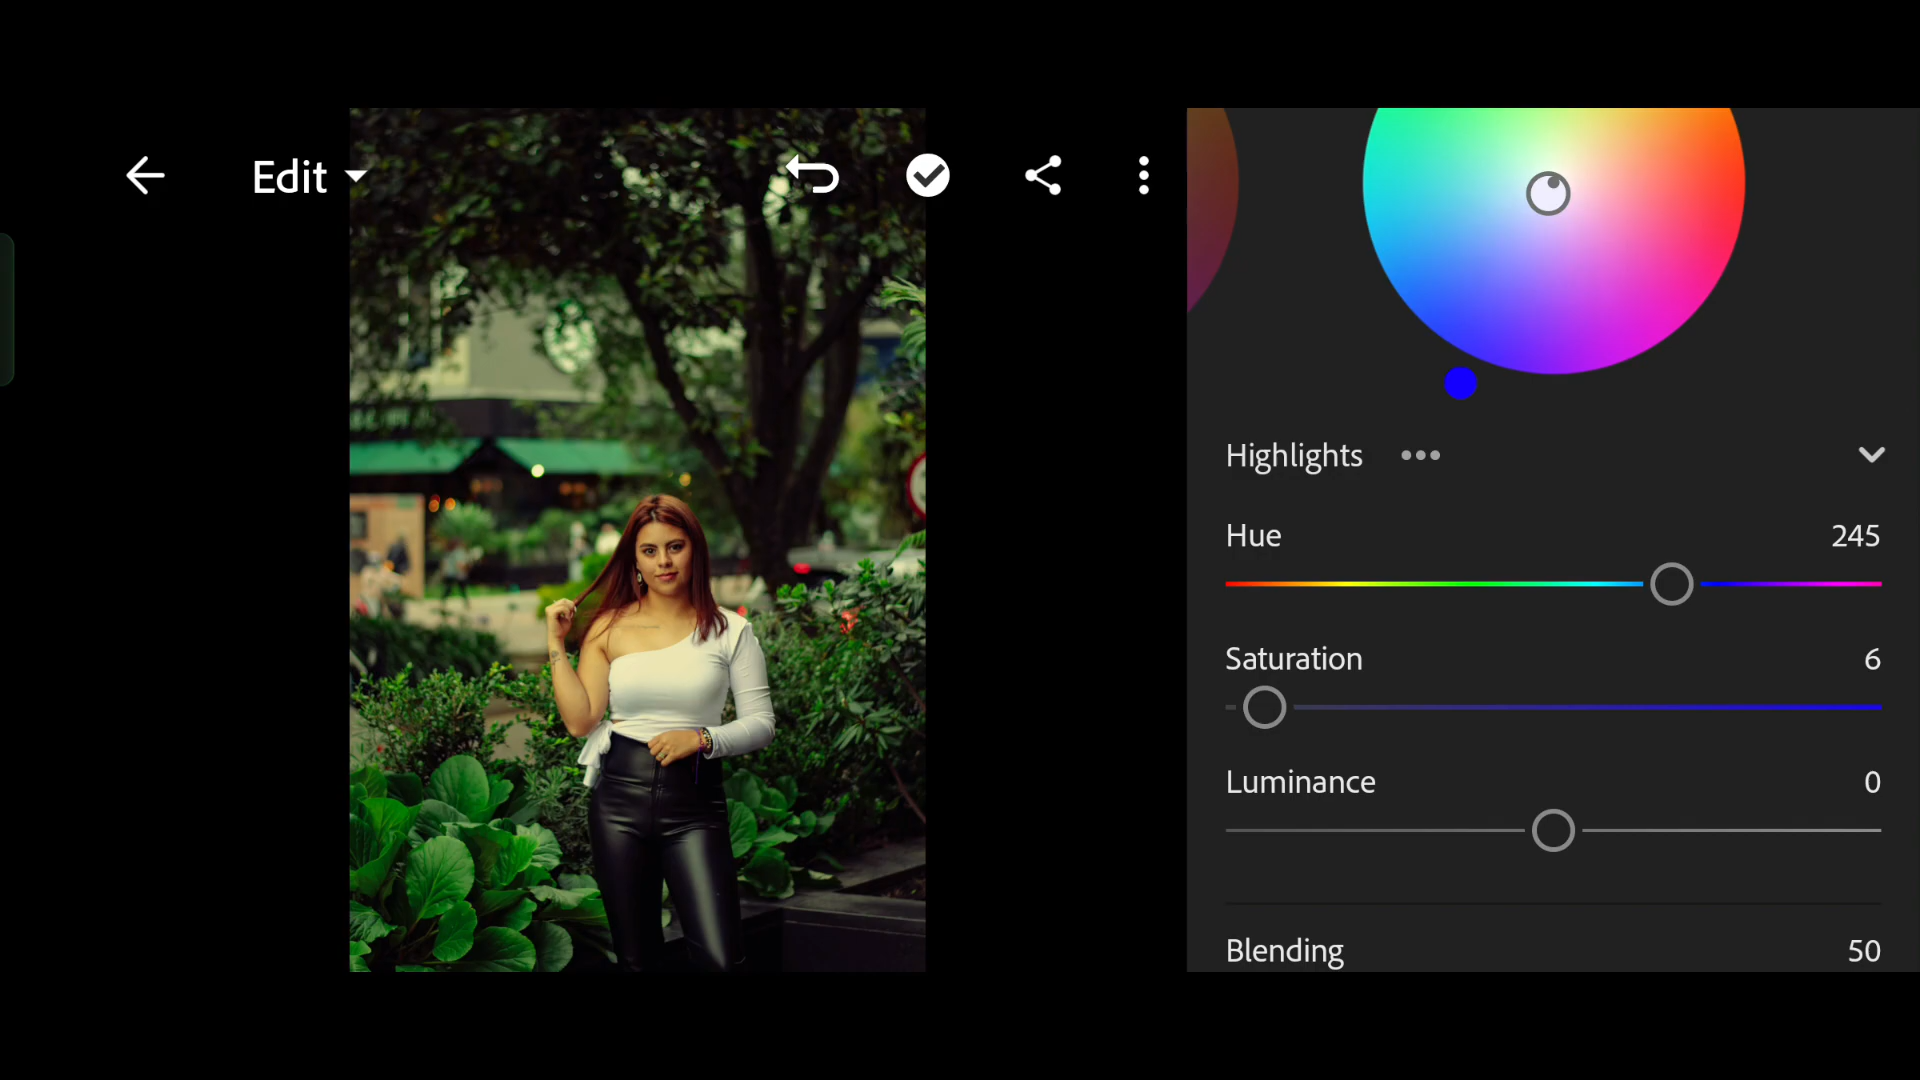 Edit
Highlights
Hue 245
Saturation 6
Luminance 0
Blending 50